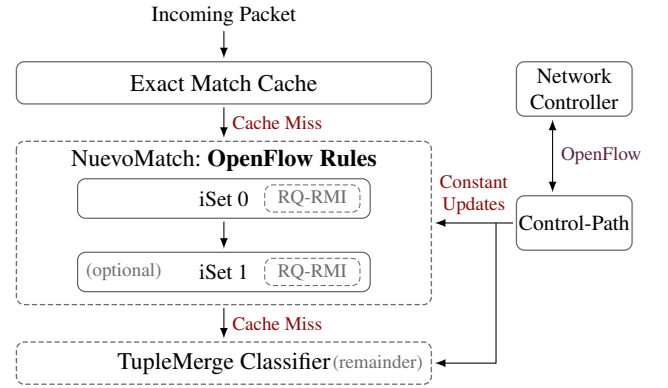 Incoming Packet
Exact Match Cache
Cache Miss
NuevoMatch: OpenFlow Rules
iSet 0 RQ-RMI
(optional) iSet 1 RQ-RMI
Cache Miss
TupleMerge Classifier (remainder)
Network
Controller
OpenFlow
Constant
Updates
Control-Path